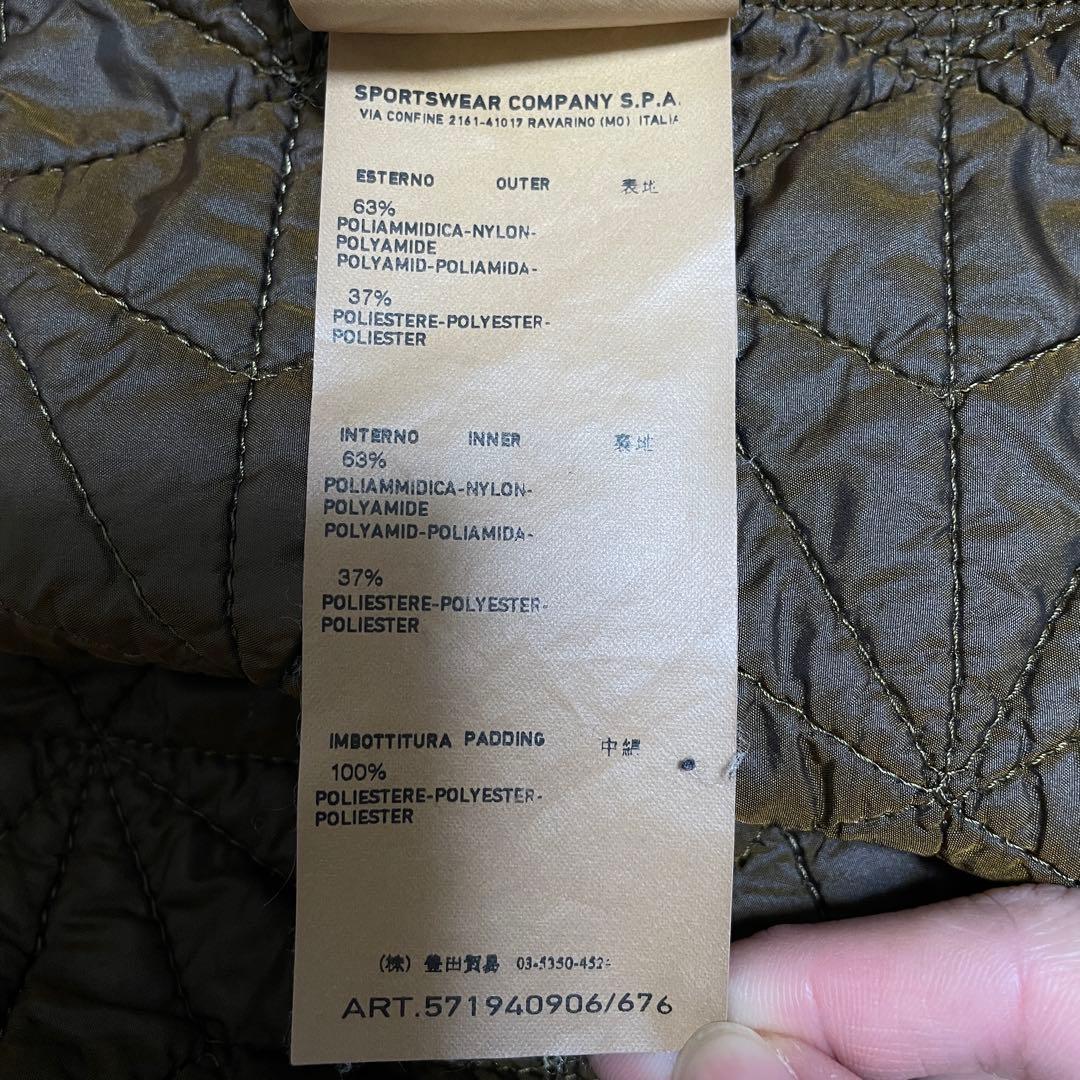 SPORTSWEAR COMPANY S.P.A.
VIA CONFINE 2161-41017 RAVARINO (MO) ITALIA
ESTERNO OUTER 表地
63%
POLIAMMIDICA-NYLON-
POLYAMIDE
POLYAMID-POLIAMIDA-
37%
POLIESTERE-POLYESTER-
POLIESTER
INTERNO INNER 裏地
63%
POLIAMMIDICA-NYLON-
POLYAMIDE
POLYAMID-POLIAMIDA-
37%
POLIESTERE-POLYESTER-
POLIESTER
IMBOTTITURA PADDING 中綿
100%
POLIESTERE-POLYESTER-
POLIESTER
(株) 豊田貿易
ART.571940906/676